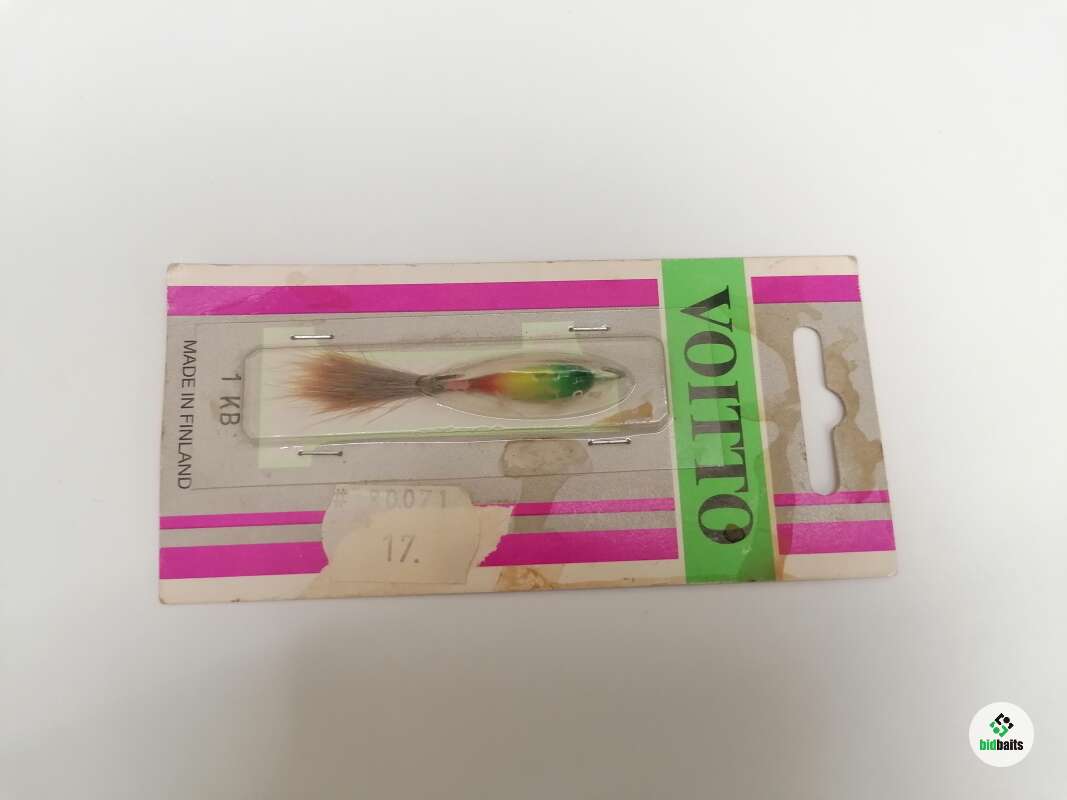 VOITTO
MADE IN FINLAND
1 KB
17.
bidbaits